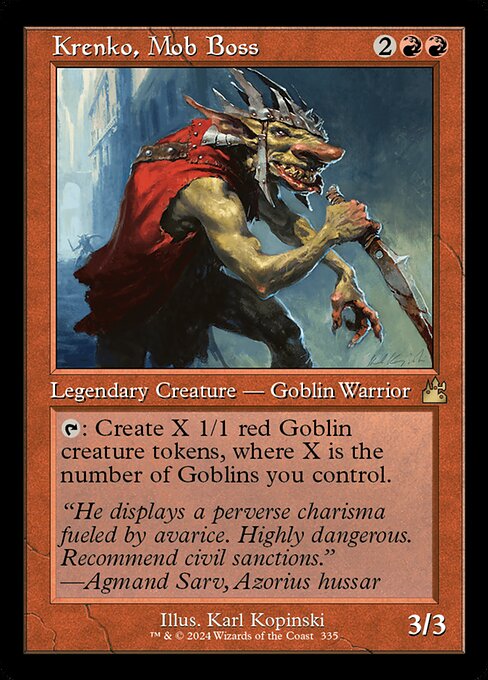 Krenko, Mob Boss 2
Legendary Creature — Goblin Warrior
: Create X 1/1 red Goblin
creature tokens, where X is the
number of Goblins you control.
“He displays a perverse charisma
fueled by avarice. Highly dangerous.
Recommend civil sanctions.”
—Agmand Sarv, Azorius hussar
Illus. Karl Kopinski
™ & © 2024 Wizards of the Coast 335
3/3